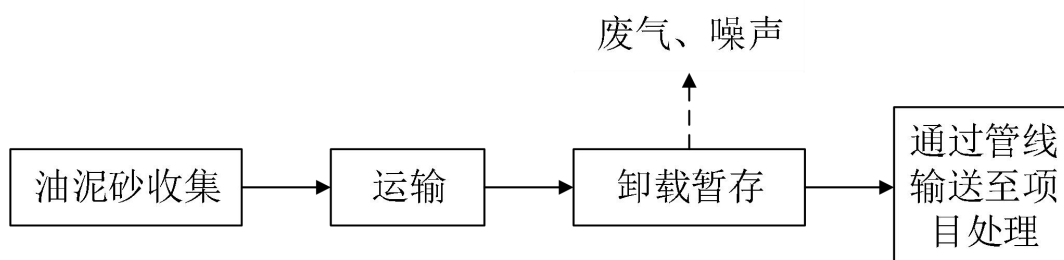 废气、噪声
油泥砂收集
运输
卸载暂存
通过管线
输送至项
目处理